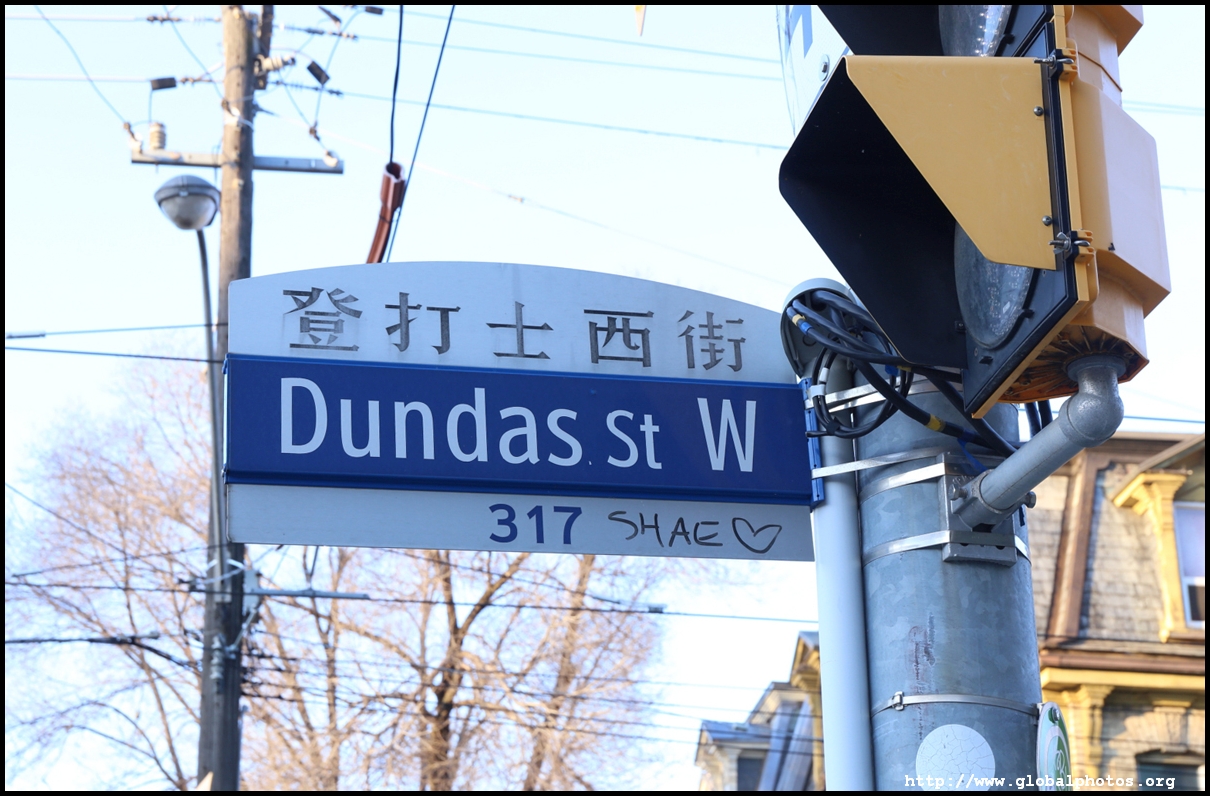 登打士西街
Dundas St W
317 SHAE
http://www.globalphotos.org